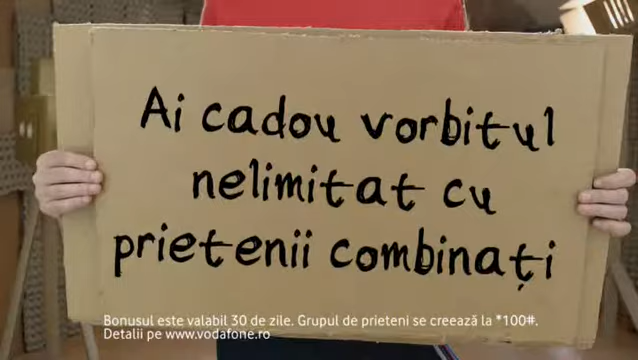 Ai cadou vorbitul
nelimitat cu
prietenii combinați
Bonusul este valabil 30 de zile. Grupul de prieteni se creează la *100#.
Detalii pe www.vodafone.ro